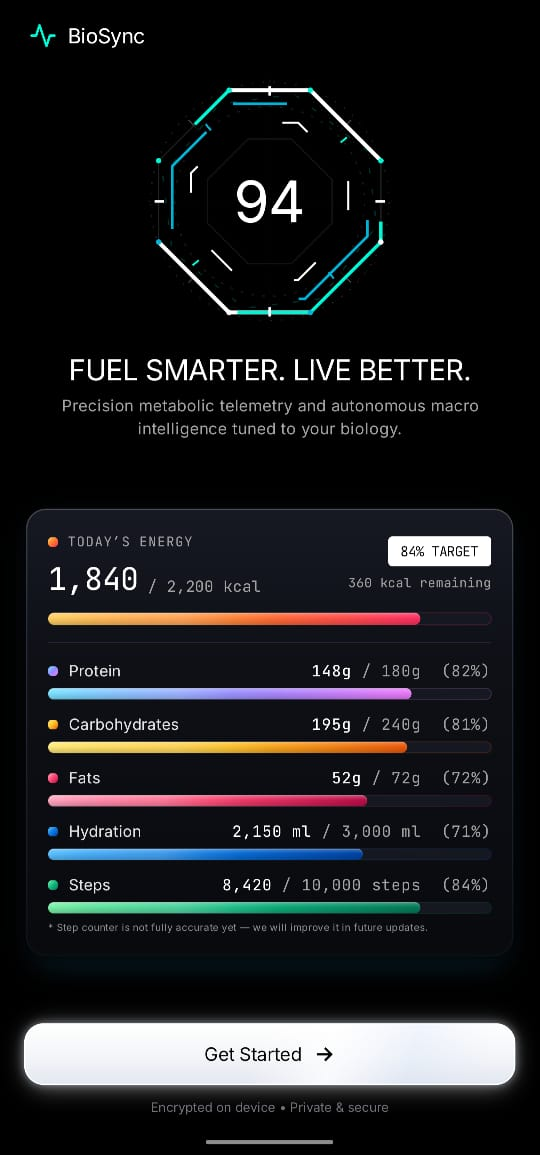 BioSync
94
FUEL SMARTER. LIVE BETTER.
Precision metabolic telemetry and autonomous macro
intelligence tuned to your biology.
TODAY'S ENERGY
84% TARGET
1,840 / 2,200 kcal
360 kcal remaining
Protein 148g / 180g (82%)
Carbohydrates 195g / 240g (81%)
Fats 52g / 72g (72%)
Hydration 2,150 ml / 3,000 ml (71%)
Steps 8,420 / 10,000 steps (84%)
* Step counter is not fully accurate yet — we will improve it in future updates.
Get Started →
Encrypted on device • Private & secure